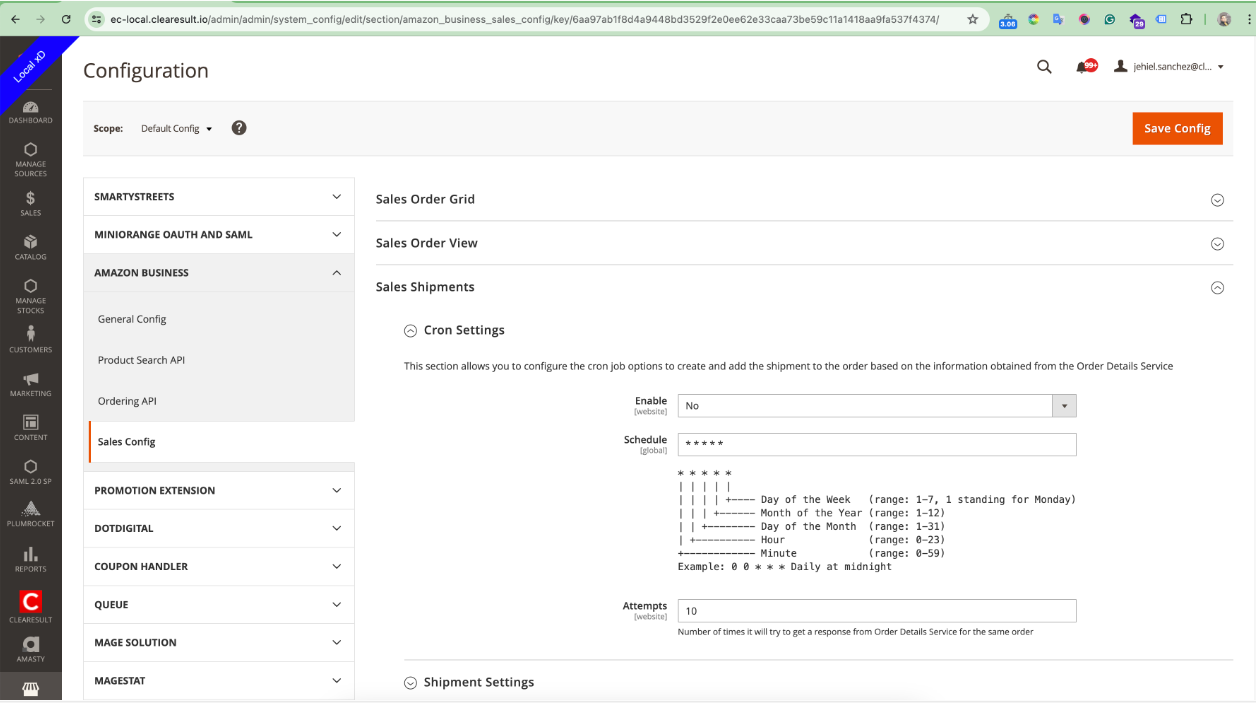 ec-local.clearesult.io/admin/admin/system_config/edit/section/amazon_business_sales_config/key/6aa97ab1f8d4a9448bd3529f2e0ee62e33caa73be59c11a1418aa9fa537f4374/
3.06
29
Local xD
Configuration
99+
jehiel.sanchez@cl...
Scope:
Default Config
?
Save Config
DASHBOARD
MANAGE
SOURCES
SALES
CATALOG
MANAGE
STOCKS
CUSTOMERS
MARKETING
CONTENT
SAML 2.0 SP
PLUMROCKET
REPORTS
C
CLEARESULT
AMASTY
SMARTYSTREETS
MINIORANGE OAUTH AND SAML
AMAZON BUSINESS
General Config
Product Search API
Ordering API
Sales Config
PROMOTION EXTENSION
DOTDIGITAL
COUPON HANDLER
QUEUE
MAGE SOLUTION
MAGESTAT
Sales Order Grid
Sales Order View
Sales Shipments
Cron Settings
This section allows you to configure the cron job options to create and add the shipment to the order based on the information obtained from the Order Details Service
Enable
[website]
No
Schedule
[global]
* * * * *
* * * * *
| | | | |
| | | | +---- Day of the Week   (range: 1-7, 1 standing for Monday)
| | | +------ Month of the Year (range: 1-12)
| | +-------- Day of the Month  (range: 1-31)
| +---------- Hour              (range: 0-23)
+------------ Minute            (range: 0-59)
Example: 0 0 * * * Daily at midnight
Attempts
[website]
10
Number of times it will try to get a response from Order Details Service for the same order
Shipment Settings